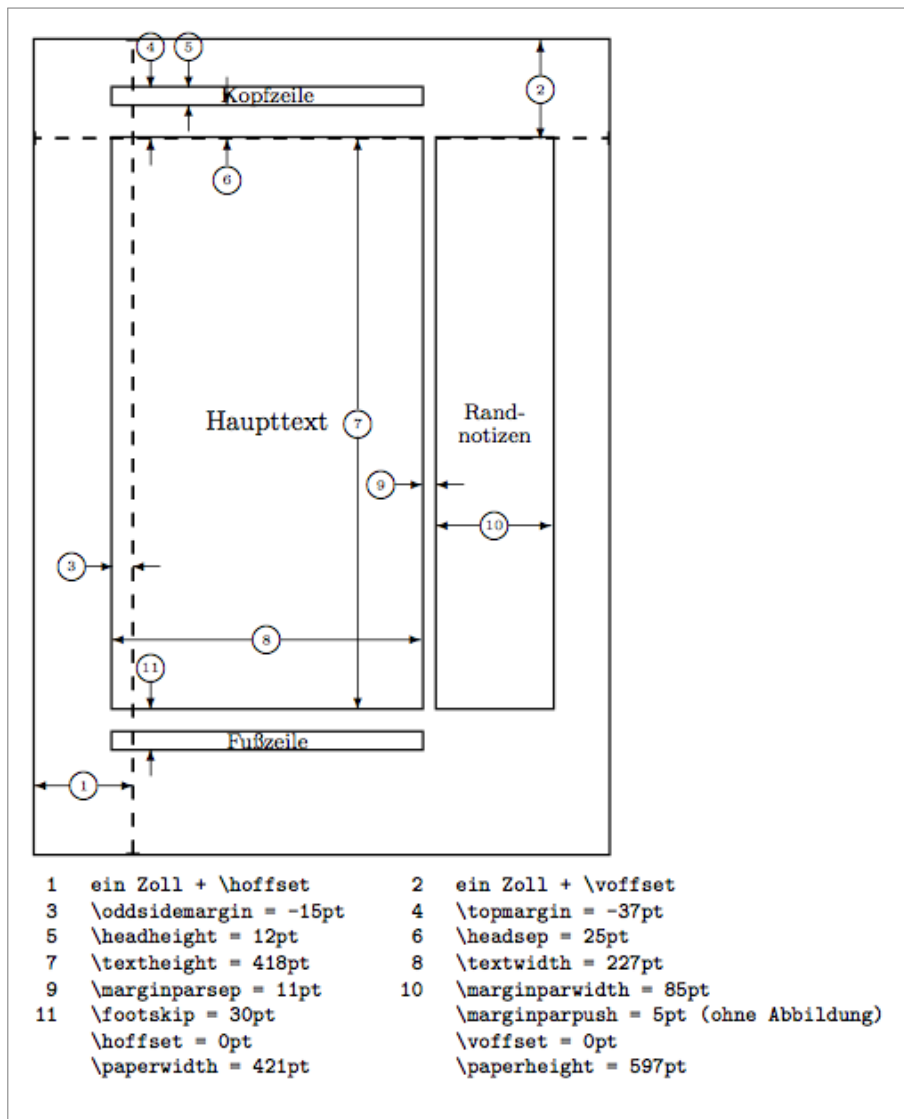 4 5
Kopfzeile
2
6
Haupttext
7
Rand-
notizen
9
10
3
8
11
Fußzeile
1
1 ein Zoll + \hoffset 2 ein Zoll + \voffset
3 \oddsidemargin = -15pt 4 \topmargin = -37pt
5 \headheight = 12pt 6 \headsep = 25pt
7 \textheight = 418pt 8 \textwidth = 227pt
9 \marginparsep = 11pt 10 \marginparwidth = 85pt
11 \footskip = 30pt \marginparpush = 5pt (ohne Abbildung)
\hoffset = 0pt \voffset = 0pt
\paperwidth = 421pt \paperheight = 597pt